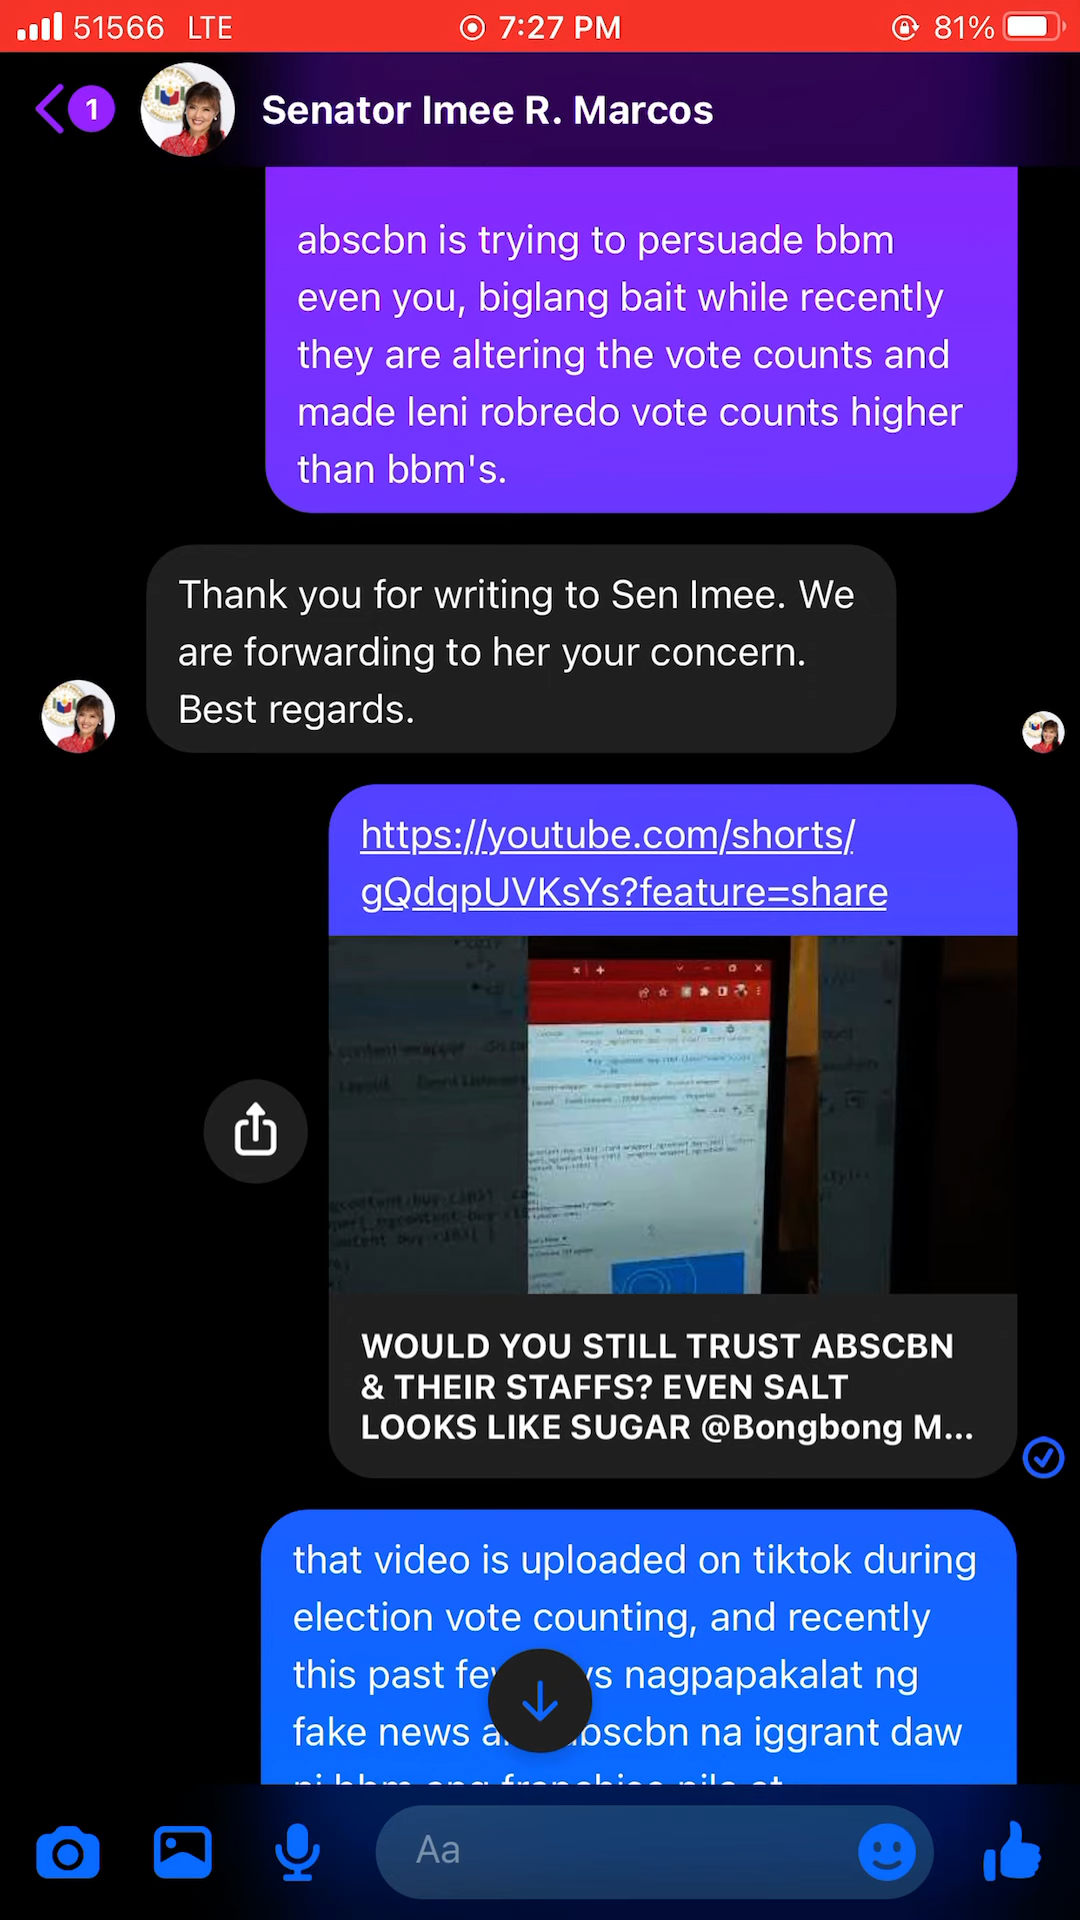 51566 LTE 7:27 PM 81%
1 Senator Imee R. Marcos
abscbn is trying to persuade bbm
even you, biglang bait while recently
they are altering the vote counts and
made leni robredo vote counts higher
than bbm's.
Thank you for writing to Sen Imee. We
are forwarding to her your concern.
Best regards.
https://youtube.com/shorts/
gQdqpUVKsYs?feature=share
WOULD YOU STILL TRUST ABSCBN
& THEIR STAFFS? EVEN SALT
LOOKS LIKE SUGAR @Bongbong M...
that video is uploaded on tiktok during
election vote counting, and recently
this past nagpapakalat ng
fake news na iggrant daw
Aa